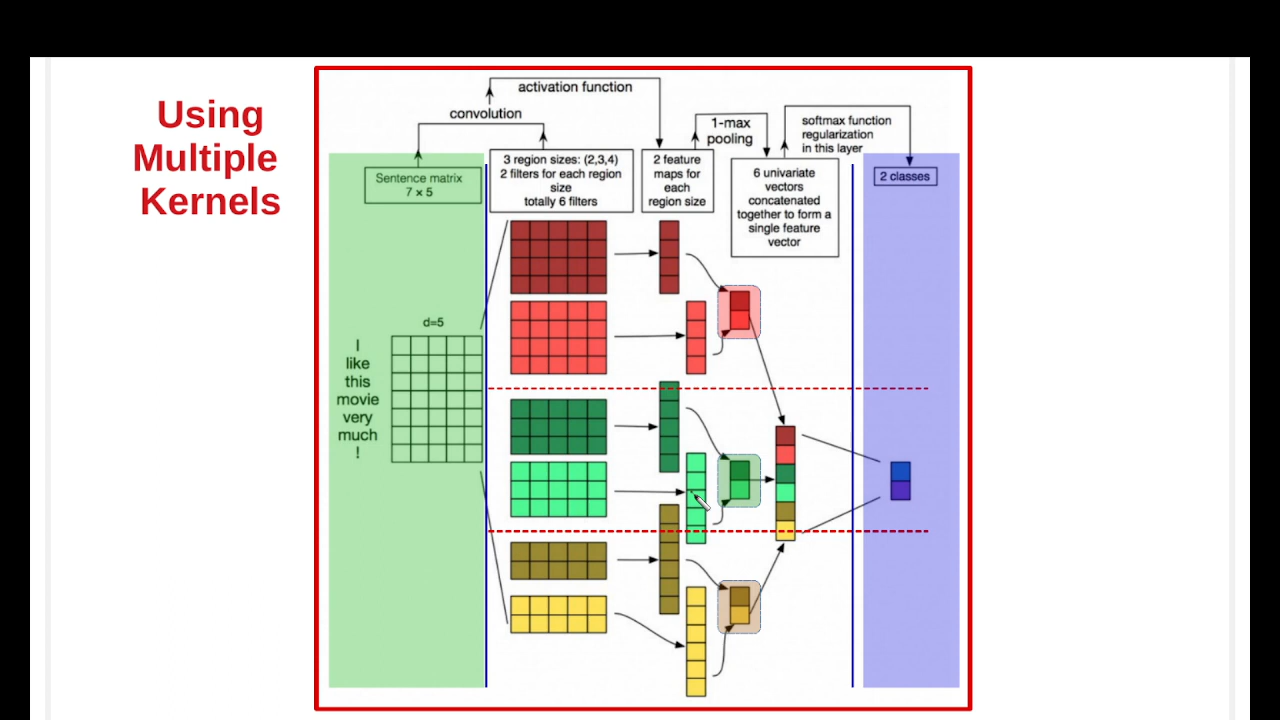 Using
Multiple
Kernels
activation function
convolution
1-max
pooling
softmax function
regularization
in this layer
Sentence matrix
7 × 5
3 region sizes: (2,3,4)
2 filters for each region
size
totally 6 filters
2 feature
maps for
each
region size
6 univariate
vectors
concatenated
together to form a
single feature
vector
2 classes
d=5
I
like
this
movie
very
much
!